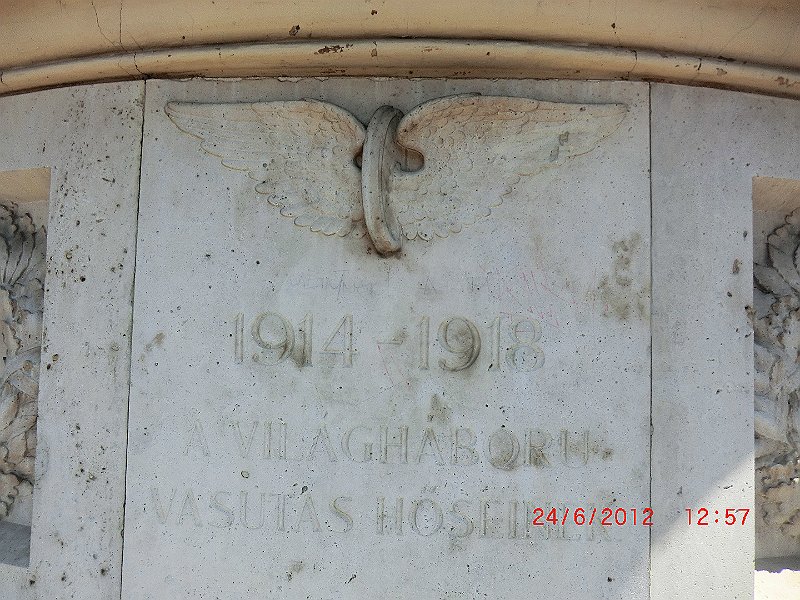 1914-1918
A VILÁGHÁBORU
VASUTAS HŐSEINEK
24/6/2012 12:57